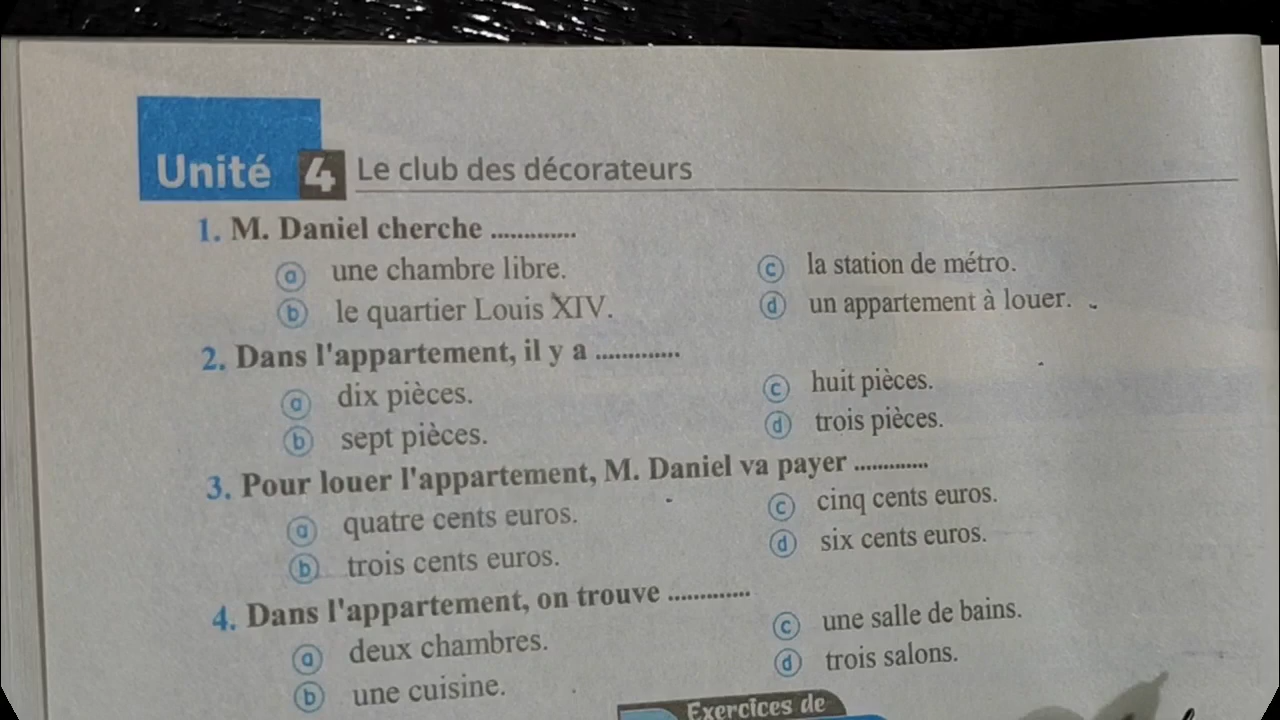 Unité 4 Le club des décorateurs
1. M. Daniel cherche .............
a une chambre libre.
c la station de métro.
b le quartier Louis XIV.
d un appartement à louer.
2. Dans l'appartement, il y a .............
a dix pièces.
c huit pièces.
b sept pièces.
d trois pièces.
3. Pour louer l'appartement, M. Daniel va payer .............
a quatre cents euros.
c cinq cents euros.
b trois cents euros.
d six cents euros.
4. Dans l'appartement, on trouve .............
a deux chambres.
c une salle de bains.
b une cuisine.
d trois salons.
Exercices de